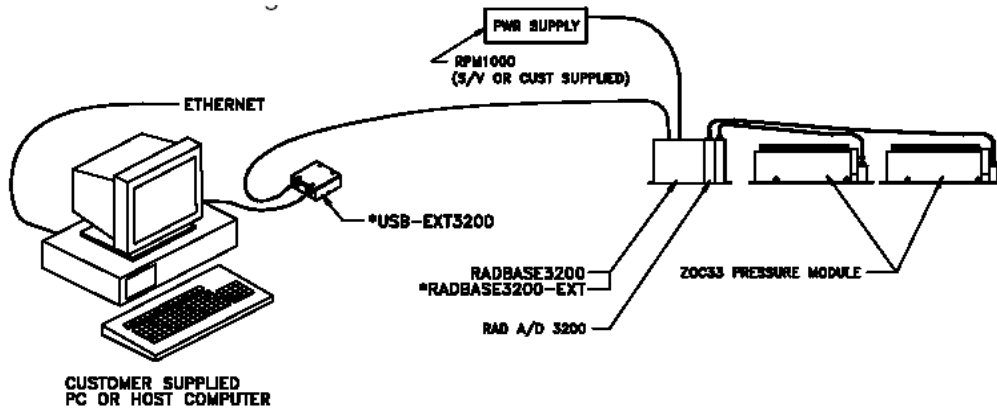 PWR SUPPLY
RPM1000
(S/V OR CUST SUPPLIED)
ETHERNET
*USB-EXT3200
RADBASE3200
*RADBASE3200-EXT
ZOC33 PRESSURE MODULE
RAD A/D 3200
CUSTOMER SUPPLIED
PC OR HOST COMPUTER